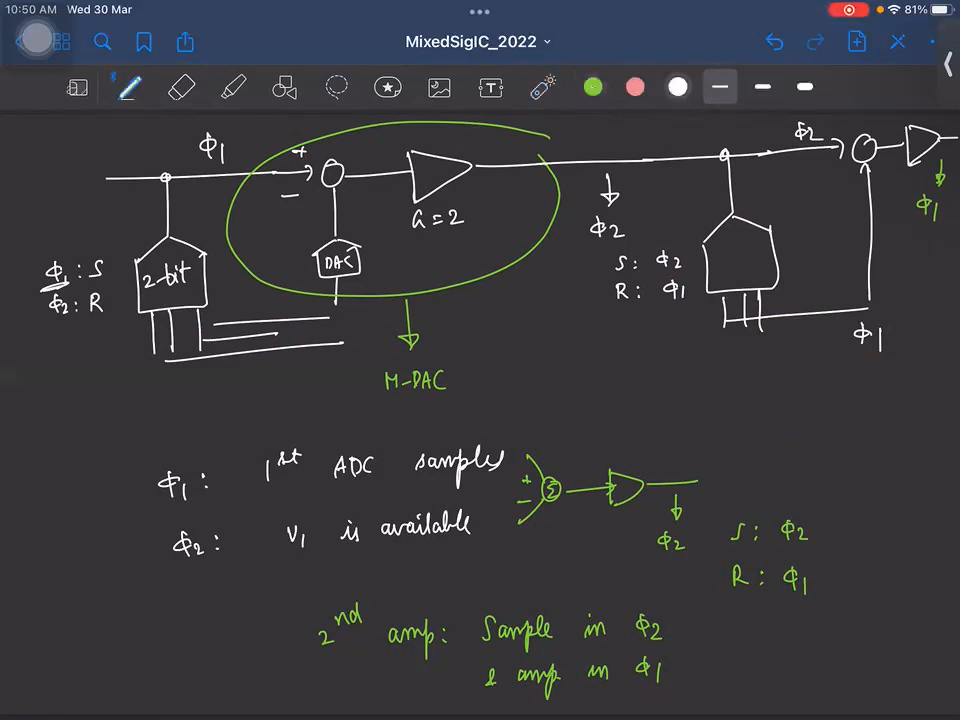 10:50 AM Wed 30 Mar
81%
MixedSigIC_2022
ϕ1
+
−
G = 2
DAC
2-bit
ϕ1 : S
ϕ2 : R
M-DAC
ϕ2
S : ϕ2
R : ϕ1
ϕ2
ϕ1
ϕ1
ϕ1 : 1st ADC samples
ϕ2 : V1 is available
+
−
Σ
ϕ2
S : ϕ2
R : ϕ1
2nd amp : Sample in ϕ2
& amp in ϕ1